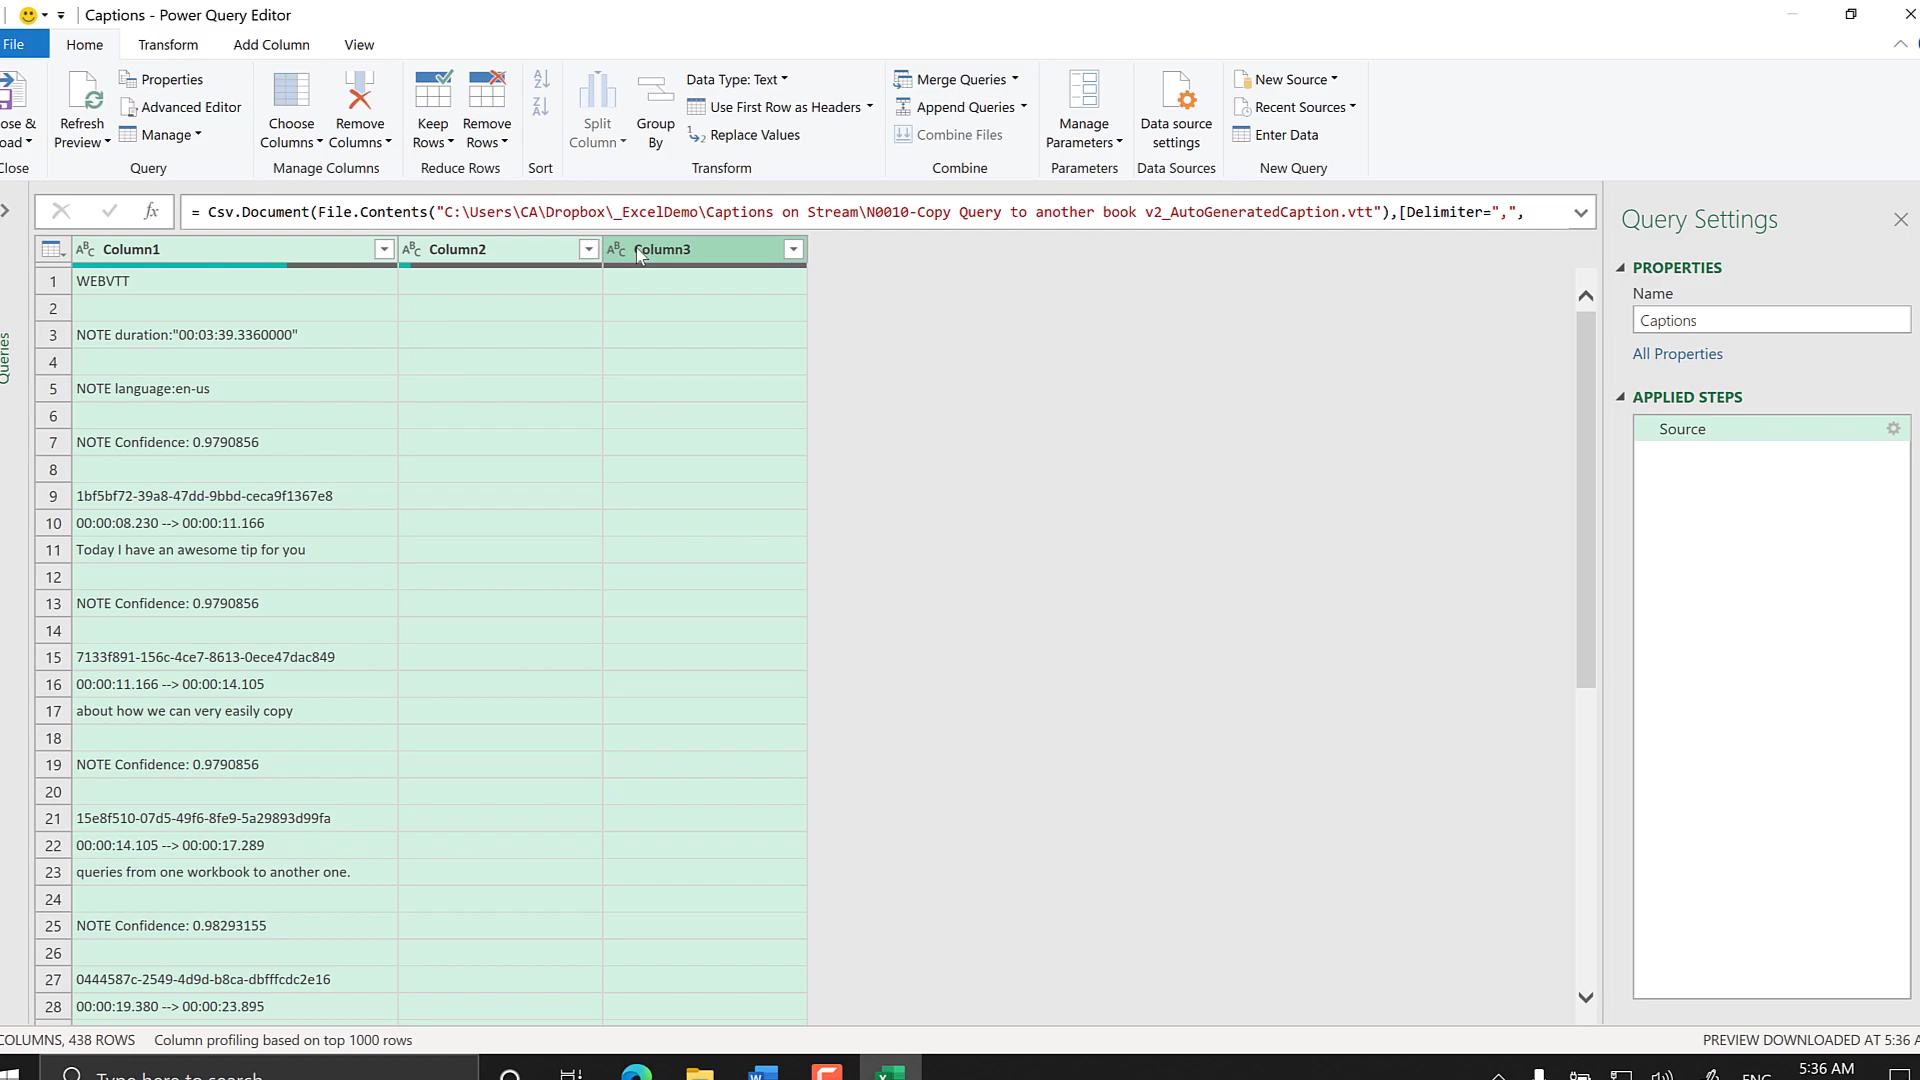 Captions - Power Query Editor
File Home Transform Add Column View
ose & oad Close
Refresh Preview
Properties
Advanced Editor
Manage
Query
Choose Columns
Remove Columns
Manage Columns
Keep Rows
Remove Rows
Reduce Rows
Sort
Split Column
Group By
Data Type: Text
Use First Row as Headers
Replace Values
Transform
Merge Queries
Append Queries
Combine Files
Combine
Manage Parameters
Parameters
Data source settings
Data Sources
New Source
Recent Sources
Enter Data
New Query
fx = Csv.Document(File.Contents("C:\Users\CA\Dropbox\_ExcelDemo\Captions on Stream\N0010-Copy Query to another book v2_AutoGeneratedCaption.vtt"),[Delimiter=",",
Queries
Column1 Column2 Column3
1 WEBVTT
2
3 NOTE duration:"00:03:39.3360000"
4
5 NOTE language:en-us
6
7 NOTE Confidence: 0.9790856
8
9 1bf5bf72-39a8-47dd-9bbd-ceca9f1367e8
10 00:00:08.230 --> 00:00:11.166
11 Today I have an awesome tip for you
12
13 NOTE Confidence: 0.9790856
14
15 7133f891-156c-4ce7-8613-0ece47dac849
16 00:00:11.166 --> 00:00:14.105
17 about how we can very easily copy
18
19 NOTE Confidence: 0.9790856
20
21 15e8f510-07d5-49f6-8fe9-5a29893d99fa
22 00:00:14.105 --> 00:00:17.289
23 queries from one workbook to another one.
24
25 NOTE Confidence: 0.98293155
26
27 0444587c-2549-4d9d-b8ca-dbfffcdc2e16
28 00:00:19.380 --> 00:00:23.895
Query Settings
PROPERTIES
Name
Captions
All Properties
APPLIED STEPS
Source
COLUMNS, 438 ROWS Column profiling based on top 1000 rows
PREVIEW DOWNLOADED AT 5:36 A
Type here to search
ENG
5:36 AM